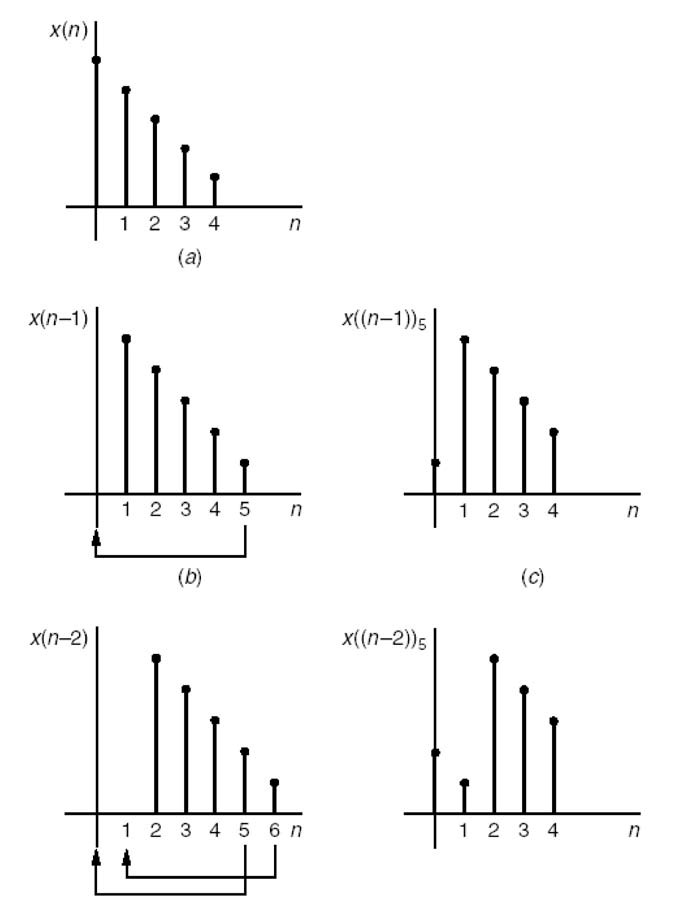 x(n)
1 2 3 4 n
(a)
x(n–1)
1 2 3 4 5 n
(b)
x((n–1))₅
1 2 3 4 n
(c)
x(n–2)
1 2 3 4 5 6 n
x((n–2))₅
1 2 3 4 n